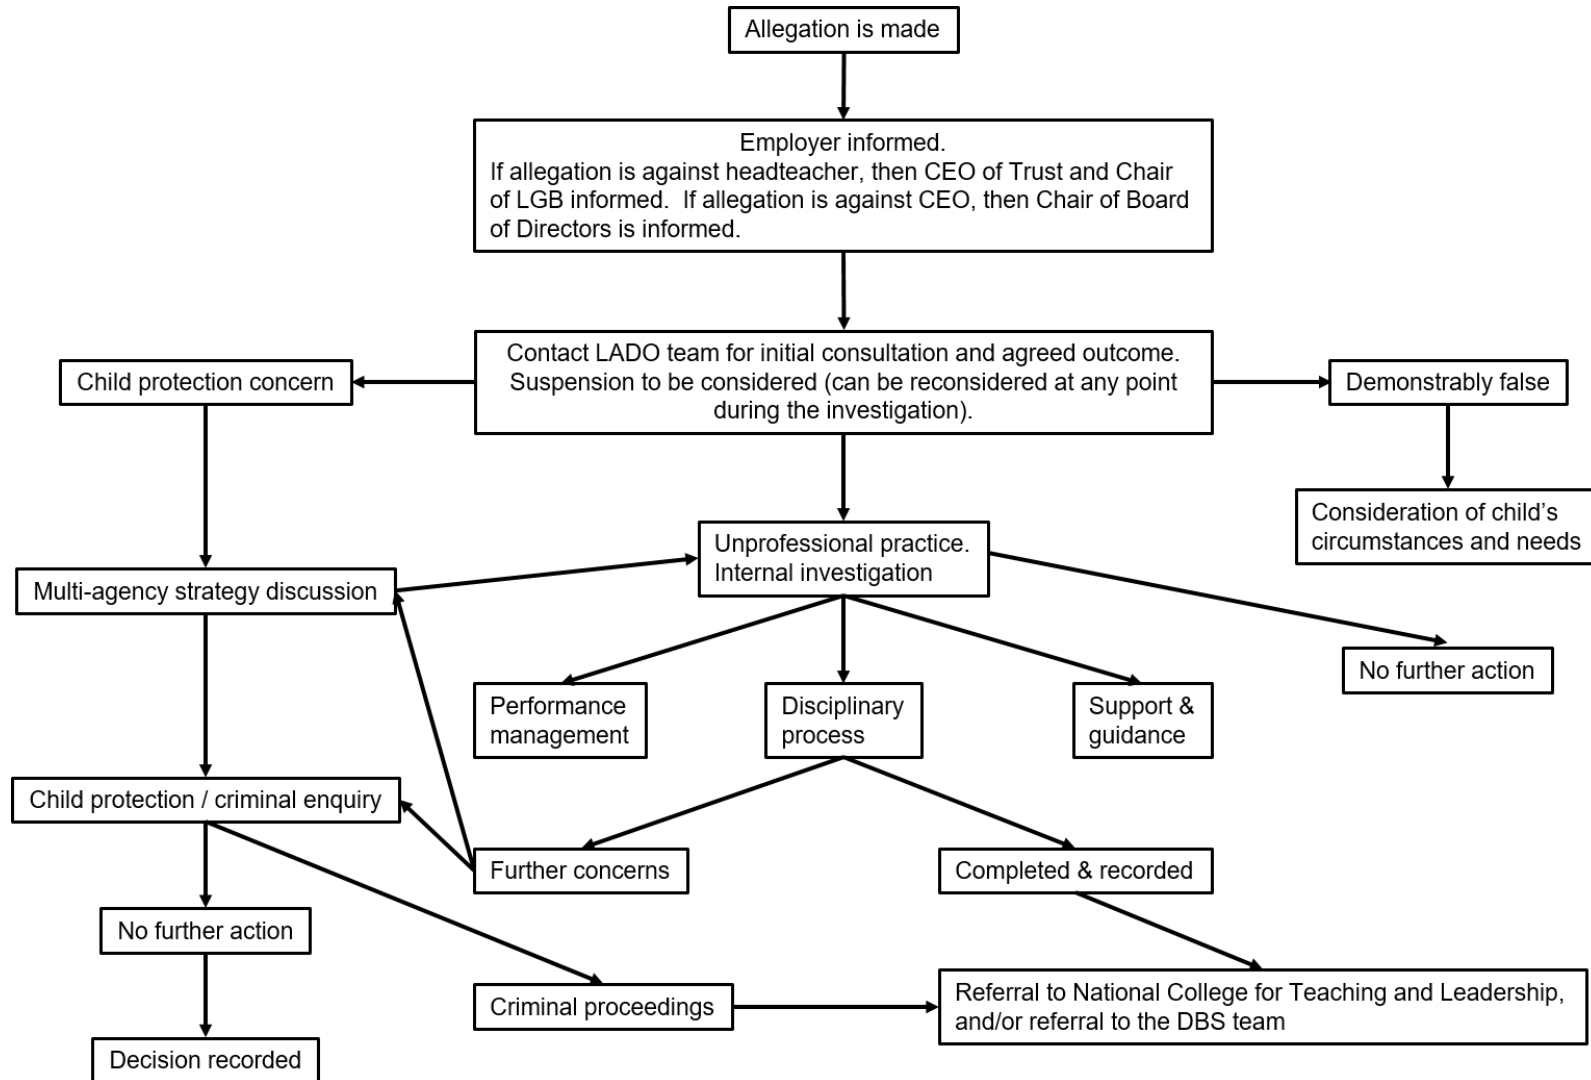 Allegation is made
Employer informed.
If allegation is against headteacher, then CEO of Trust and Chair
of LGB informed.  If allegation is against CEO, then Chair of Board
of Directors is informed.
Contact LADO team for initial consultation and agreed outcome.
Suspension to be considered (can be reconsidered at any point
during the investigation).
Child protection concern
Demonstrably false
Consideration of child’s
circumstances and needs
Unprofessional practice.
Internal investigation
Multi-agency strategy discussion
No further action
Performance
management
Disciplinary
process
Support &
guidance
Child protection / criminal enquiry
Further concerns
Completed & recorded
No further action
Criminal proceedings
Referral to National College for Teaching and Leadership,
and/or referral to the DBS team
Decision recorded